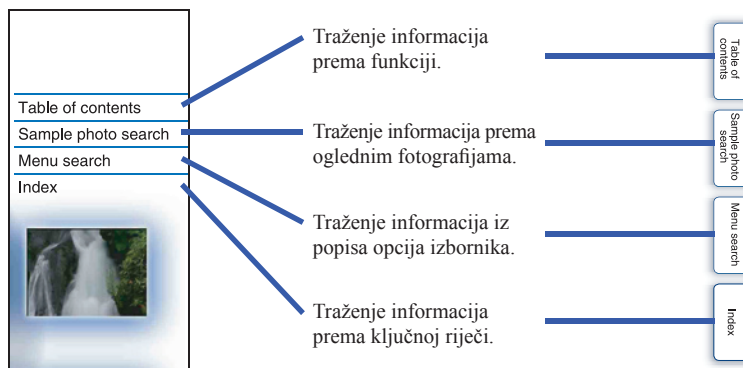 Table of contents
Sample photo search
Menu search
Index
Traženje informacija
prema funkciji.
Traženje informacija prema
oglednim fotografijama.
Traženje informacija iz
popisa opcija izbornika.
Traženje informacija
prema ključnoj riječi.
Table of
contents
Sample photo
search
Menu search
Index